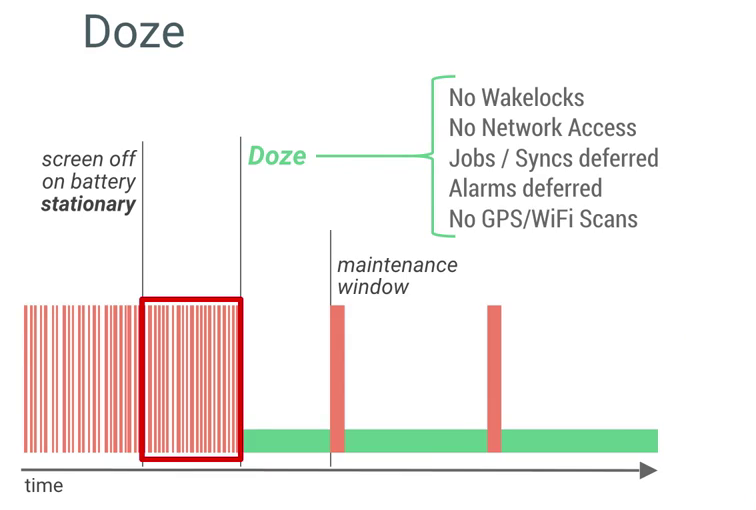 Doze
screen off
on battery
stationary
Doze
No Wakelocks
No Network Access
Jobs / Syncs deferred
Alarms deferred
No GPS/WiFi Scans
maintenance
window
time